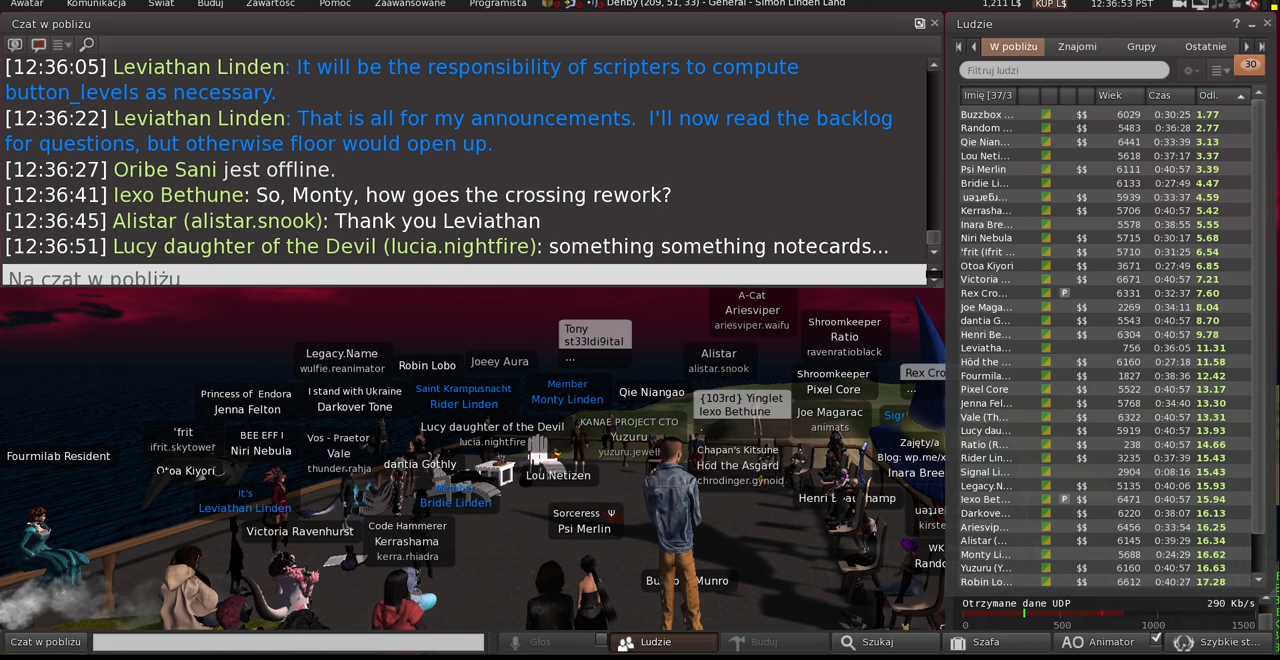 Awatar Komunikacja Świat Buduj Zawartość Pomoc Zaawansowane Programista Denby (209, 51, 33) - General - Simon Linden Land 1,211 L$ KUP L$ 12:36:53 PST
Czat w pobliżu
[12:36:05] Leviathan Linden: It will be the responsibility of scripters to compute
button_levels as necessary.
[12:36:22] Leviathan Linden: That is all for my announcements. I'll now read the backlog
for questions, but otherwise floor would open up.
[12:36:27] Oribe Sani jest offline.
[12:36:41] Iexo Bethune: So, Monty, how goes the crossing rework?
[12:36:45] Alistar (alistar.snook): Thank you Leviathan
[12:36:51] Lucy daughter of the Devil (lucia.nightfire): something something notecards...
Na czat w pobliżu
A-Cat
Ariesviper
ariesviper.waifu
Tony
st33ldi9ital
...
Shroomkeeper
Ratio
ravenratioblack
Legacy.Name
wulfie.reanimator
Robin Lobo
Joeey Aura
Alistar
alistar.snook
Rex Cro
Shroomkeeper
Pixel Core
Princess of Endora
Jenna Felton
I stand with Ukraine
Darkover Tone
Saint Krampusnacht
Rider Linden
Member
Monty Linden
Qie Niangao
{103rd} Yinglet
Iexo Bethune
.
Joe Magarac
animats
Sign
'frit
ifrit.skytower
BEE EFF I
Niri Nebula
Vos - Praetor
Vale
thunder.rahja
Lucy daughter of the Devil
lucia.nightfire
KANAE PROJECT CTO
Yuzuru
yuzuru.jewell
Zajęty/a
Blog: wp.me/x
Inara Bree
Fourmilab Resident
Otoa Kiyori
dantia Gothly
Lou Netizen
Chapan's Kitsune
Höd the Asgard
schrodinger.gynoid
It's
Leviathan Linden
Member
Bridie Linden
Henri Beauchamp
Victoria Ravenhurst
Code Hammerer
Kerrashama
kerra.rhiadra
Sorceress Ψ
Psi Merlin
kirste
WK
Rando
Munro
Ludzie
? _ ×
W pobliżu Znajomi Grupy Ostatnie
Filtruj ludzi 30
Imię [37/3 Wiek Czas Odl.
Buzzbox ... $$ 6029 0:30:25 1.77
Random ... $$ 5483 0:36:28 2.77
Qie Nian... $$ 6441 0:33:39 3.13
Lou Neti... 5618 0:37:17 3.37
Psi Merlin $$ 6111 0:40:57 3.39
Bridie Li... 6133 0:27:49 4.47
$$ 5939 0:33:37 4.59
Kerrasha... $$ 5706 0:40:57 5.42
Inara Bre... 5578 0:38:55 5.55
Niri Nebula $$ 5715 0:30:17 5.68
'frit (Ifrit ... $$ 5710 0:31:25 6.54
Otoa Kiyori $$ 3671 0:27:49 6.85
Victoria ... $$ 6671 0:40:57 7.21
Rex Cro... P 6331 0:32:37 7.60
Joe Maga... $$ 2269 0:34:11 8.04
dantia G... $$ 5543 0:40:57 8.70
Henri Be... $$ 6304 0:40:57 9.78
Leviatha... 756 0:36:05 11.31
Höd the... $$ 6160 0:27:18 11.58
Fourmila... $$ 1827 0:38:36 12.42
Pixel Core $$ 5522 0:40:57 13.17
Jenna Fel... $$ 5768 0:34:40 13.30
Vale (Th... $$ 6322 0:40:57 13.31
Lucy dau... $$ 5919 0:40:57 13.93
Ratio (R... $$ 238 0:40:57 14.66
Rider Lin... $$ 3235 0:37:39 15.43
Signal Li... 2904 0:08:16 15.43
Legacy.N... $$ 5135 0:40:06 15.93
Iexo Bet... P $$ 6471 0:40:57 15.94
Darkove... $$ 6220 0:38:07 16.13
Ariesvip... $$ 6456 0:33:54 16.25
Alistar (... $$ 6145 0:39:29 16.34
Monty Li... 5688 0:24:29 16.62
Yuzuru (Y... $$ 6657 0:40:57 16.63
Robin Lo... $$ 6612 0:40:27 17.28
Otrzymane dane UDP 290 Kb/s
0 500 1000 1500
Czat w pobliżu Głos Ludzie Buduj Szukaj Szafa AO Animator Szybkie st...